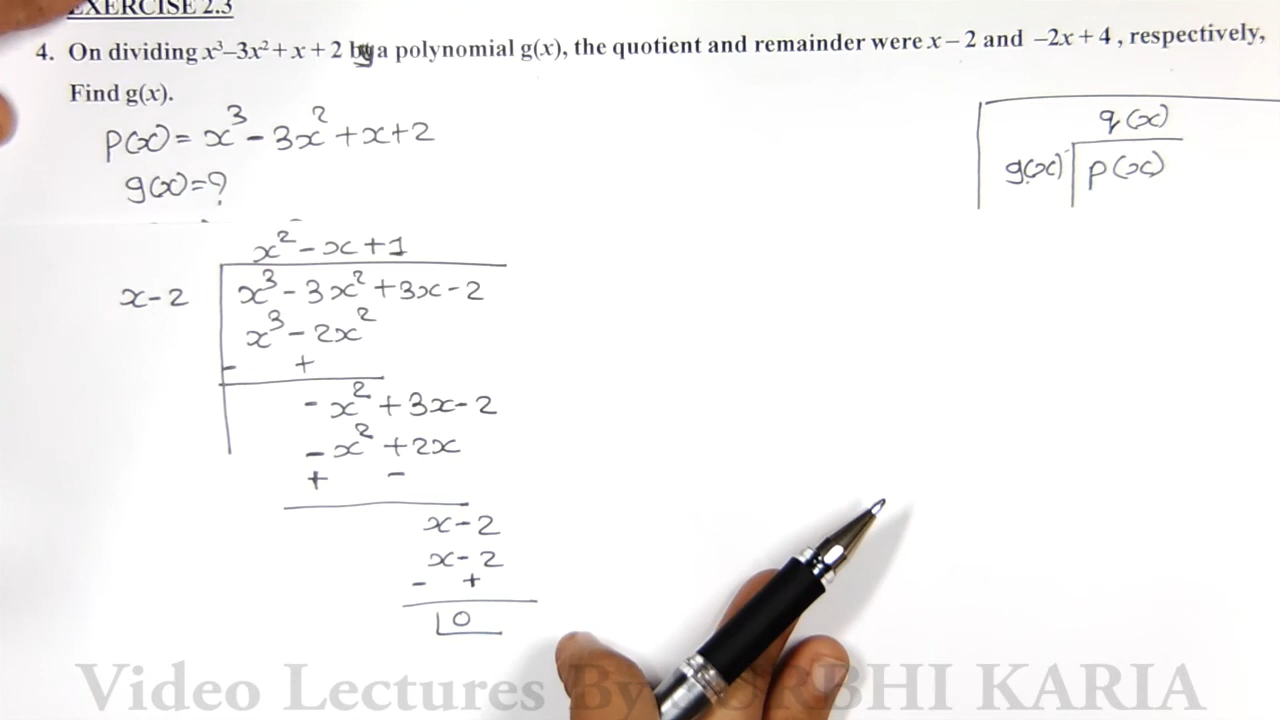 EXERCISE 2.3
4. On dividing x³–3x²+x+2 by a polynomial g(x), the quotient and remainder were x–2 and –2x+4, respectively,
Find g(x).
p(x)= x³-3x²+x+2
g(x)=?
q(x)
g(x) p(x)
x²-x+1
x-2 x³-3x²+3x-2
x³-2x²
- +
-x²+3x-2
-x²+2x
+ -
x-2
x-2
- +
0
Video Lectures By SURBHI KARIA